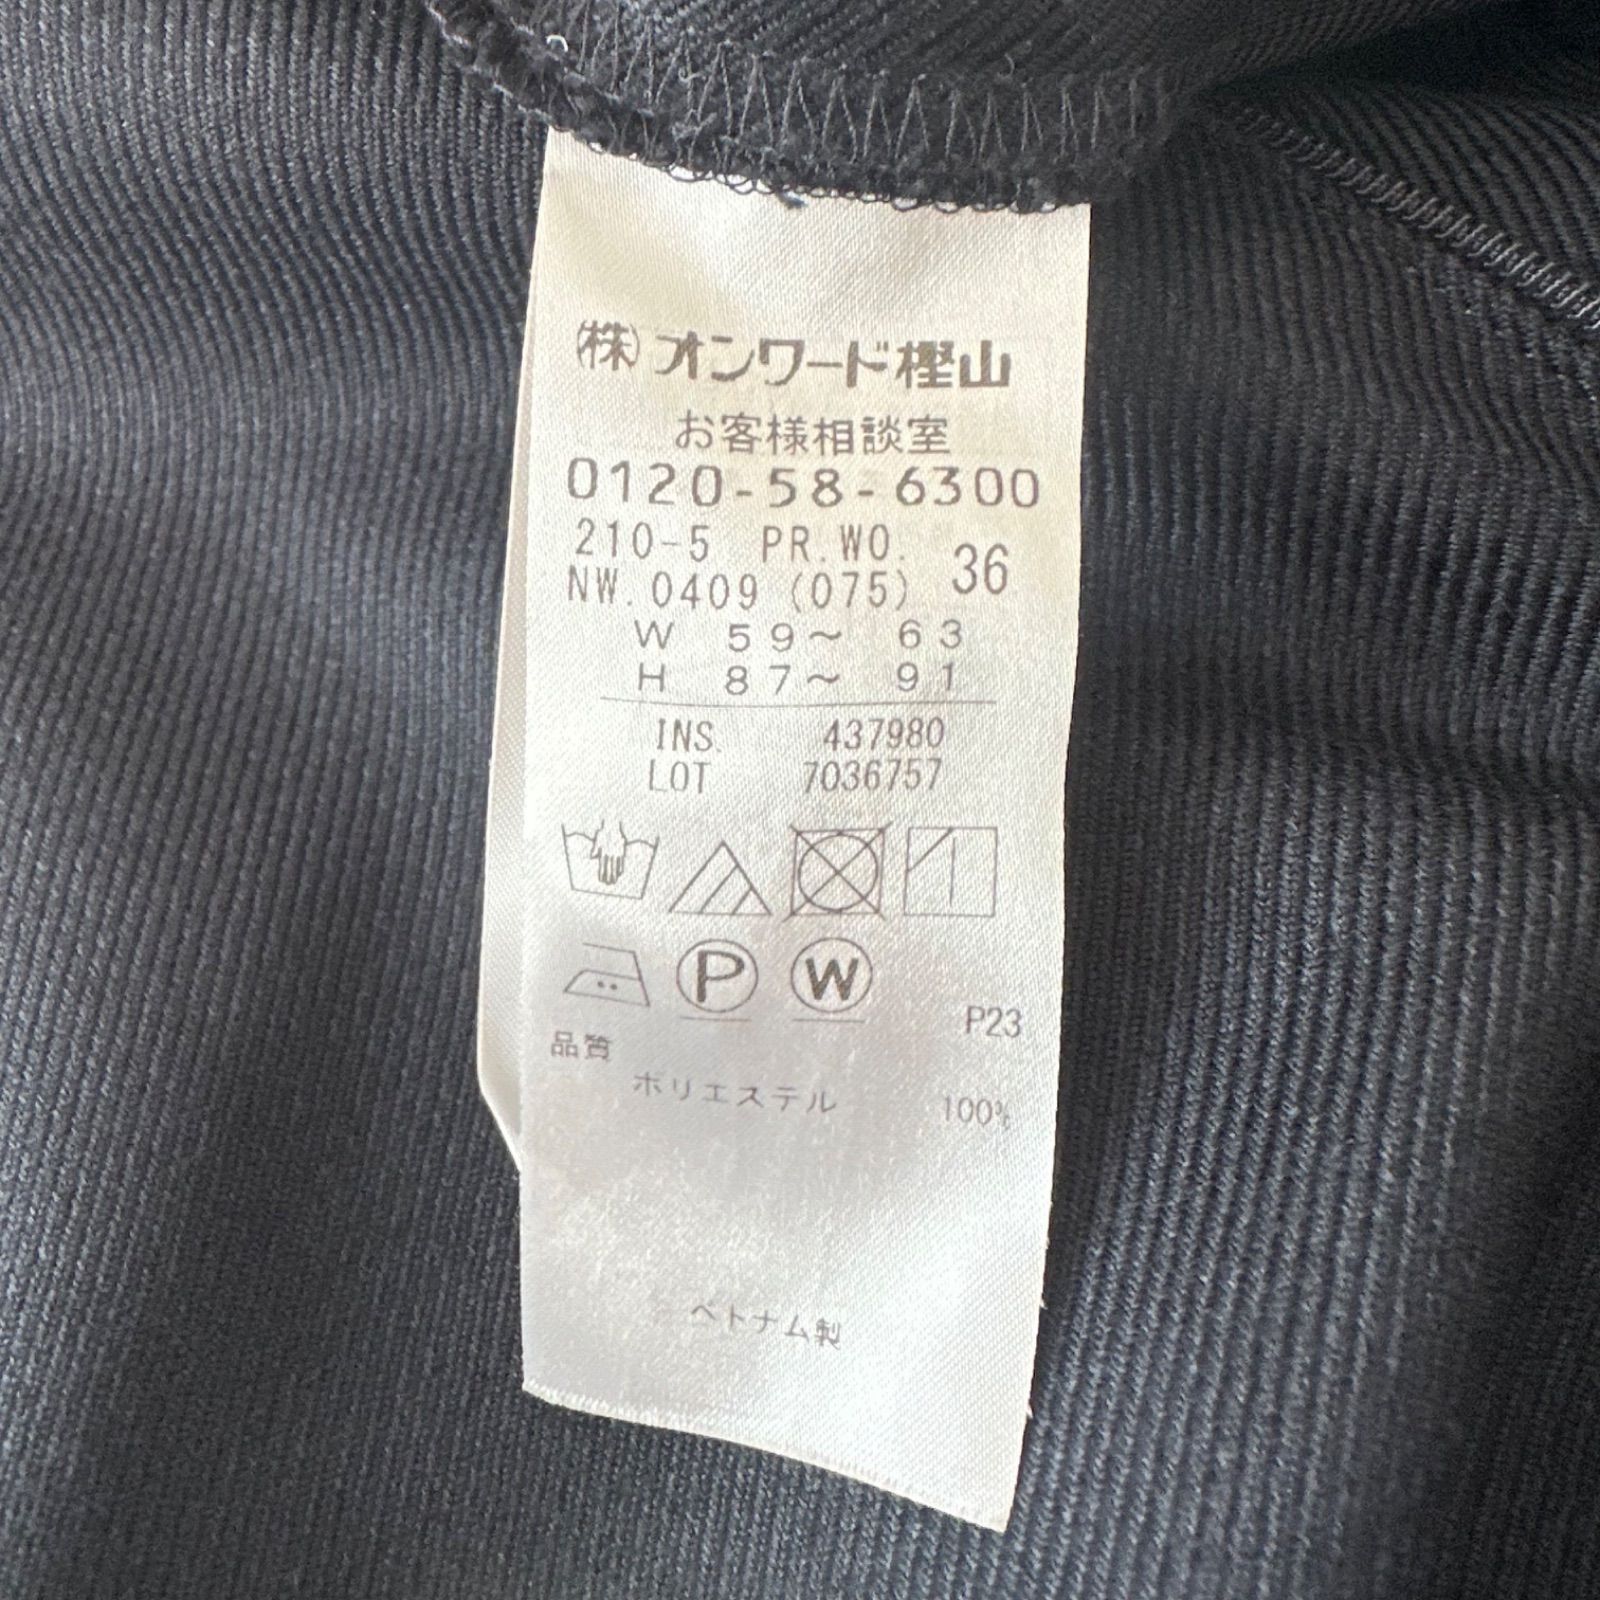 (株)オンワード樫山
お客様相談室
0120-58-6300
210-5 PR.WO. 36
NW.0409 (075)
W 59～ 63
H 87～ 91
INS. 437980
LOT 7036757
P W
P23
品質
ポリエステル 100%
ベトナム製